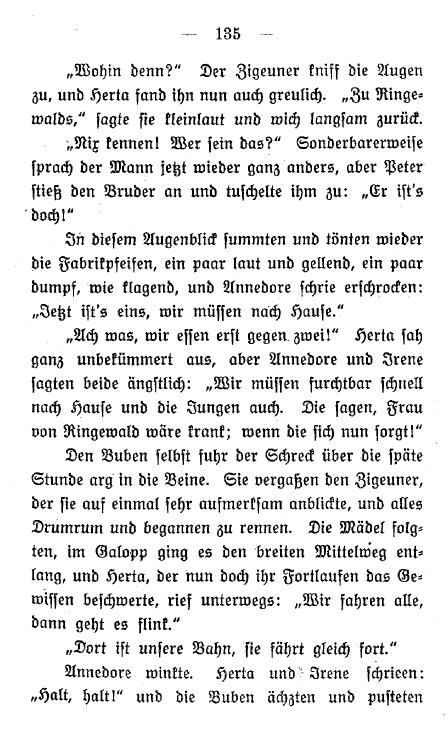 — 135 —
„Wohin denn?“ Der Zigeuner kniff die Augen
zu, und Herta fand ihn nun auch greulich. „Zu Ringe-
walds,“ sagte sie kleinlaut und wich langsam zurück.
„Nix kennen! Wer sein das?“ Sonderbarerweise
sprach der Mann jetzt wieder ganz anders, aber Peter
stieß den Bruder an und tuschelte ihm zu: „Er ist's
doch!“
In diesem Augenblick summten und tönten wieder
die Fabrikpfeifen, ein paar laut und gellend, ein paar
dumpf, wie klagend, und Annedore schrie erschrocken:
„Jetzt ist's eins, wir müssen nach Hause.“
„Ach was, wir essen erst gegen zwei!“ Herta sah
ganz unbekümmert aus, aber Annedore und Irene
sagten beide ängstlich: „Wir müssen furchtbar schnell
nach Hause und die Jungen auch. Die sagen, Frau
von Ringewald wäre krank; wenn die sich nun sorgt!“
Den Buben selbst fuhr der Schreck über die späte
Stunde arg in die Beine. Sie vergaßen den Zigeuner,
der sie auf einmal sehr aufmerksam anblickte, und alles
Drumrum und begannen zu rennen. Die Mädel folg-
ten, im Galopp ging es den breiten Mittelweg ent-
lang, und Herta, der nun doch ihr Fortlaufen das Ge-
wissen beschwerte, rief unterwegs: „Wir fahren alle,
dann geht es flink.“
„Dort ist unsere Bahn, sie fährt gleich fort.“
Annedore winkte. Herta und Irene schrieen:
„Halt, halt!“ und die Buben ächzten und pusteten